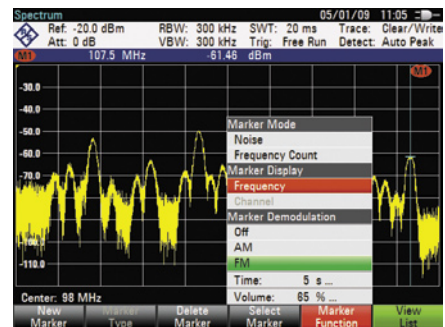 Spectrum 05/01/09 11:05
Ref: -20.0 dBm RBW: 300 kHz SWT: 20 ms Trace: Clear/Write
Att: 0 dB VBW: 300 kHz Trig: Free Run Detect: Auto Peak
M1 107.5 MHz -61.46 dBm
M1
-30.0
-40.0
-50.0
-60.0
-70.0
-110.0
Marker Mode
Noise
Frequency Count
Marker Display
Frequency
Channel
Marker Demodulation
Off
AM
FM
Time: 5 s ...
Volume: 65 % ...
Center: 98 MHz
New Marker
Marker Type
Delete Marker
Select Marker
Marker Function
View List